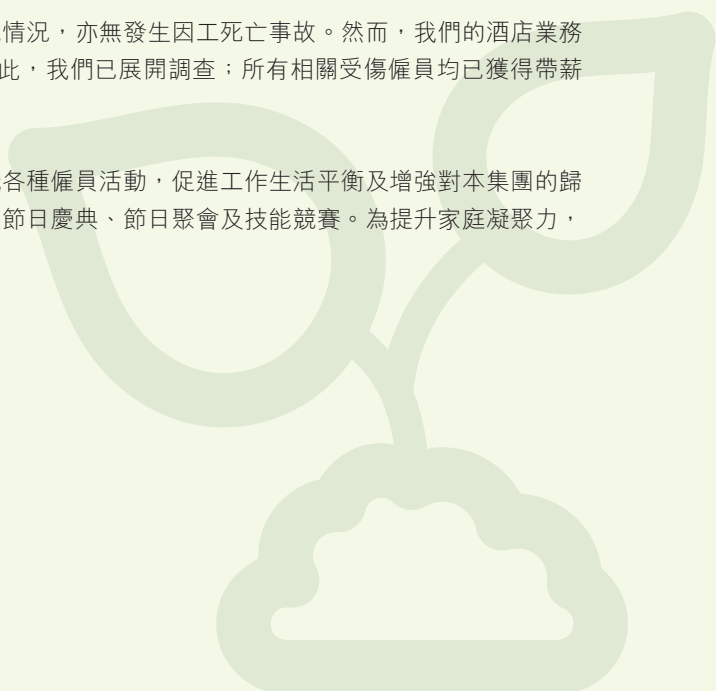 情況，亦無發生因工死亡事故。然而，我們的酒店業務
此，我們已展開調查；所有相關受傷僱員均已獲得帶薪
各種僱員活動，促進工作生活平衡及增強對本集團的歸
節日慶典、節日聚會及技能競賽。為提升家庭凝聚力，